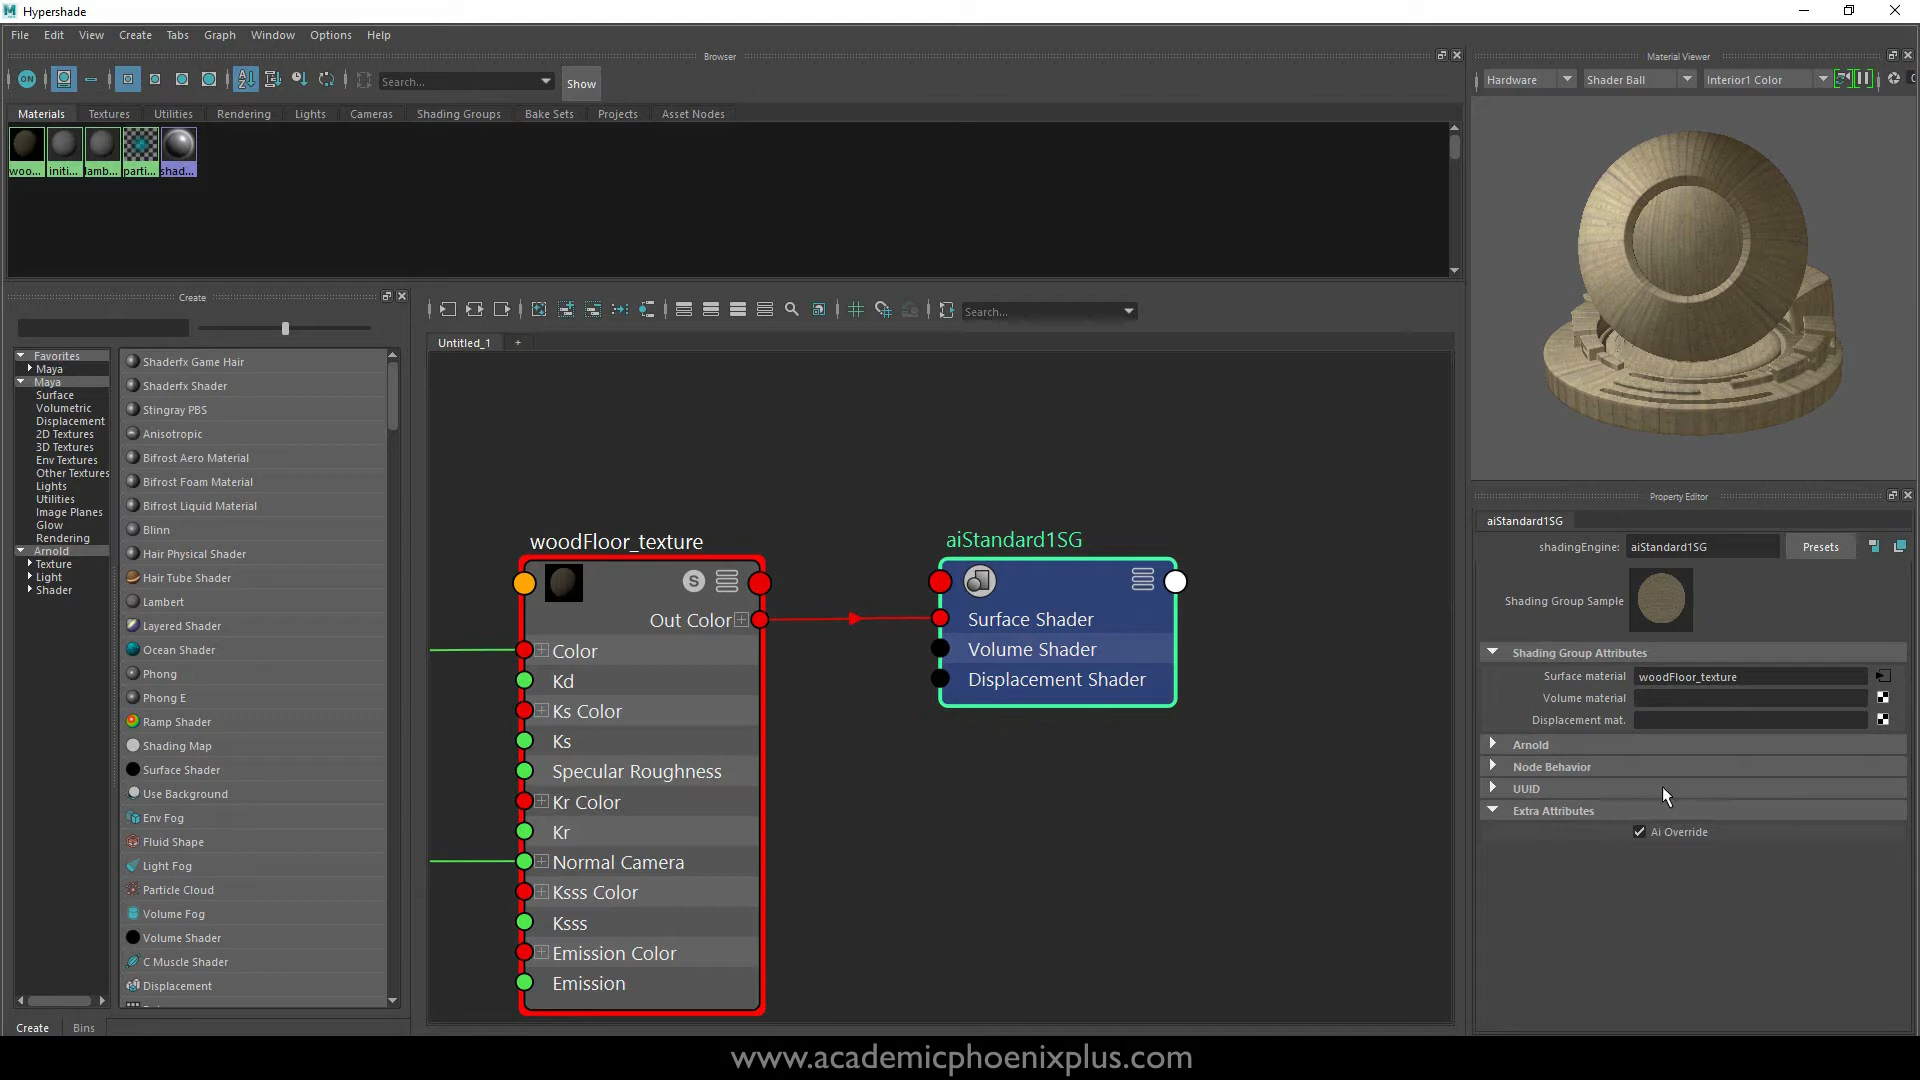 Hypershade
File Edit View Create Tabs Graph Window Options Help
Browser
ON Search... Show
Materials Textures Utilities Rendering Lights Cameras Shading Groups Bake Sets Projects Asset Nodes
woo... initi... lamb... parti... shad...
Material Viewer
Hardware Shader Ball Interior1 Color
Create
Favorites
Maya
Maya
Surface
Volumetric
Displacement
2D Textures
3D Textures
Env Textures
Other Textures
Lights
Utilities
Image Planes
Glow
Rendering
Arnold
Texture
Light
Shader
Shaderfx Game Hair
Shaderfx Shader
Stingray PBS
Anisotropic
Bifrost Aero Material
Bifrost Foam Material
Bifrost Liquid Material
Blinn
Hair Physical Shader
Hair Tube Shader
Lambert
Layered Shader
Ocean Shader
Phong
Phong E
Ramp Shader
Shading Map
Surface Shader
Use Background
Env Fog
Fluid Shape
Light Fog
Particle Cloud
Volume Fog
Volume Shader
C Muscle Shader
Displacement
Create Bins
Search...
Untitled_1 +
woodFloor_texture
S
Out Color
Color
Kd
Ks Color
Ks
Specular Roughness
Kr Color
Kr
Normal Camera
Ksss Color
Ksss
Emission Color
Emission
aiStandard1SG
Surface Shader
Volume Shader
Displacement Shader
Property Editor
aiStandard1SG
shadingEngine: aiStandard1SG Presets
Shading Group Sample
Shading Group Attributes
Surface material woodFloor_texture
Volume material
Displacement mat.
Arnold
Node Behavior
UUID
Extra Attributes
Ai Override
www.academicphoenixplus.com